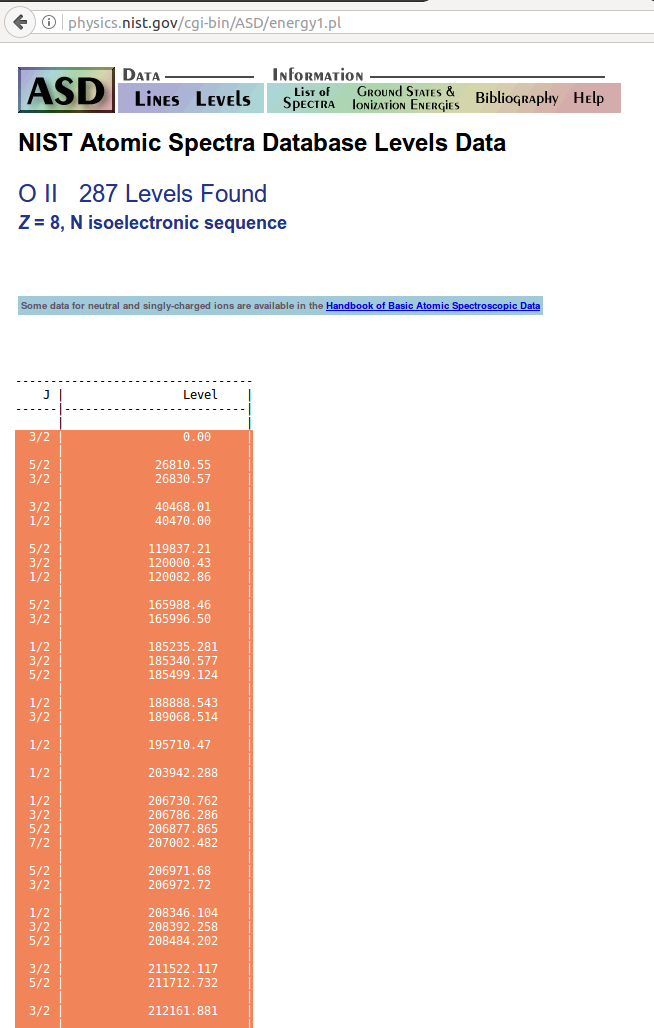 physics.nist.gov/cgi-bin/ASD/energy1.pl
ASD DATA INFORMATION
LINES LEVELS List of SPECTRA GROUND STATES & IONIZATION ENERGIES BIBLIOGRAPHY HELP
NIST Atomic Spectra Database Levels Data
O II 287 Levels Found
Z = 8, N isoelectronic sequence
Some data for neutral and singly-charged ions are available in the Handbook of Basic Atomic Spectroscopic Data
---------------------------------
J | Level |
------|--------------------------|
3/2 | 0.00 |
5/2 | 26810.55 |
3/2 | 26830.57 |
3/2 | 40468.01 |
1/2 | 40470.00 |
5/2 | 119837.21 |
3/2 | 120000.43 |
1/2 | 120082.86 |
5/2 | 165988.46 |
3/2 | 165996.50 |
1/2 | 185235.281 |
3/2 | 185340.577 |
5/2 | 185499.124 |
1/2 | 188888.543 |
3/2 | 189068.514 |
1/2 | 195710.47 |
1/2 | 203942.288 |
1/2 | 206730.762 |
3/2 | 206786.286 |
5/2 | 206877.865 |
7/2 | 207002.482 |
5/2 | 206971.68 |
3/2 | 206972.72 |
1/2 | 208346.104 |
3/2 | 208392.258 |
5/2 | 208484.202 |
3/2 | 211522.117 |
5/2 | 211712.732 |
3/2 | 212161.881 |